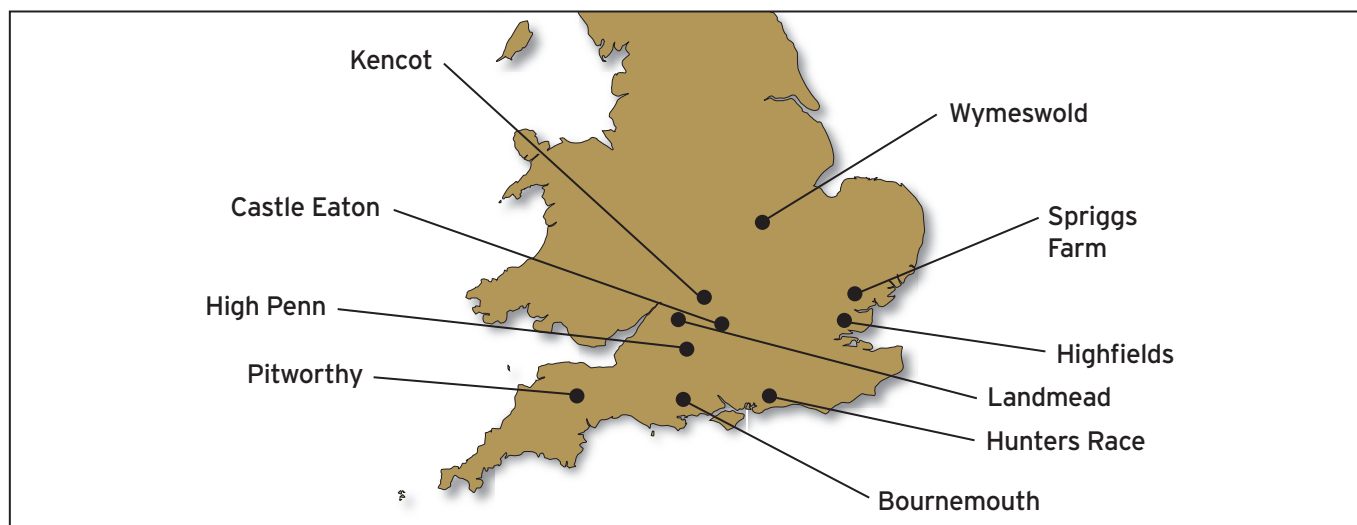 Kencot
Wymeswold
Castle Eaton
Spriggs
Farm
High Penn
Highfields
Pitworthy
Landmead
Hunters Race
Bournemouth